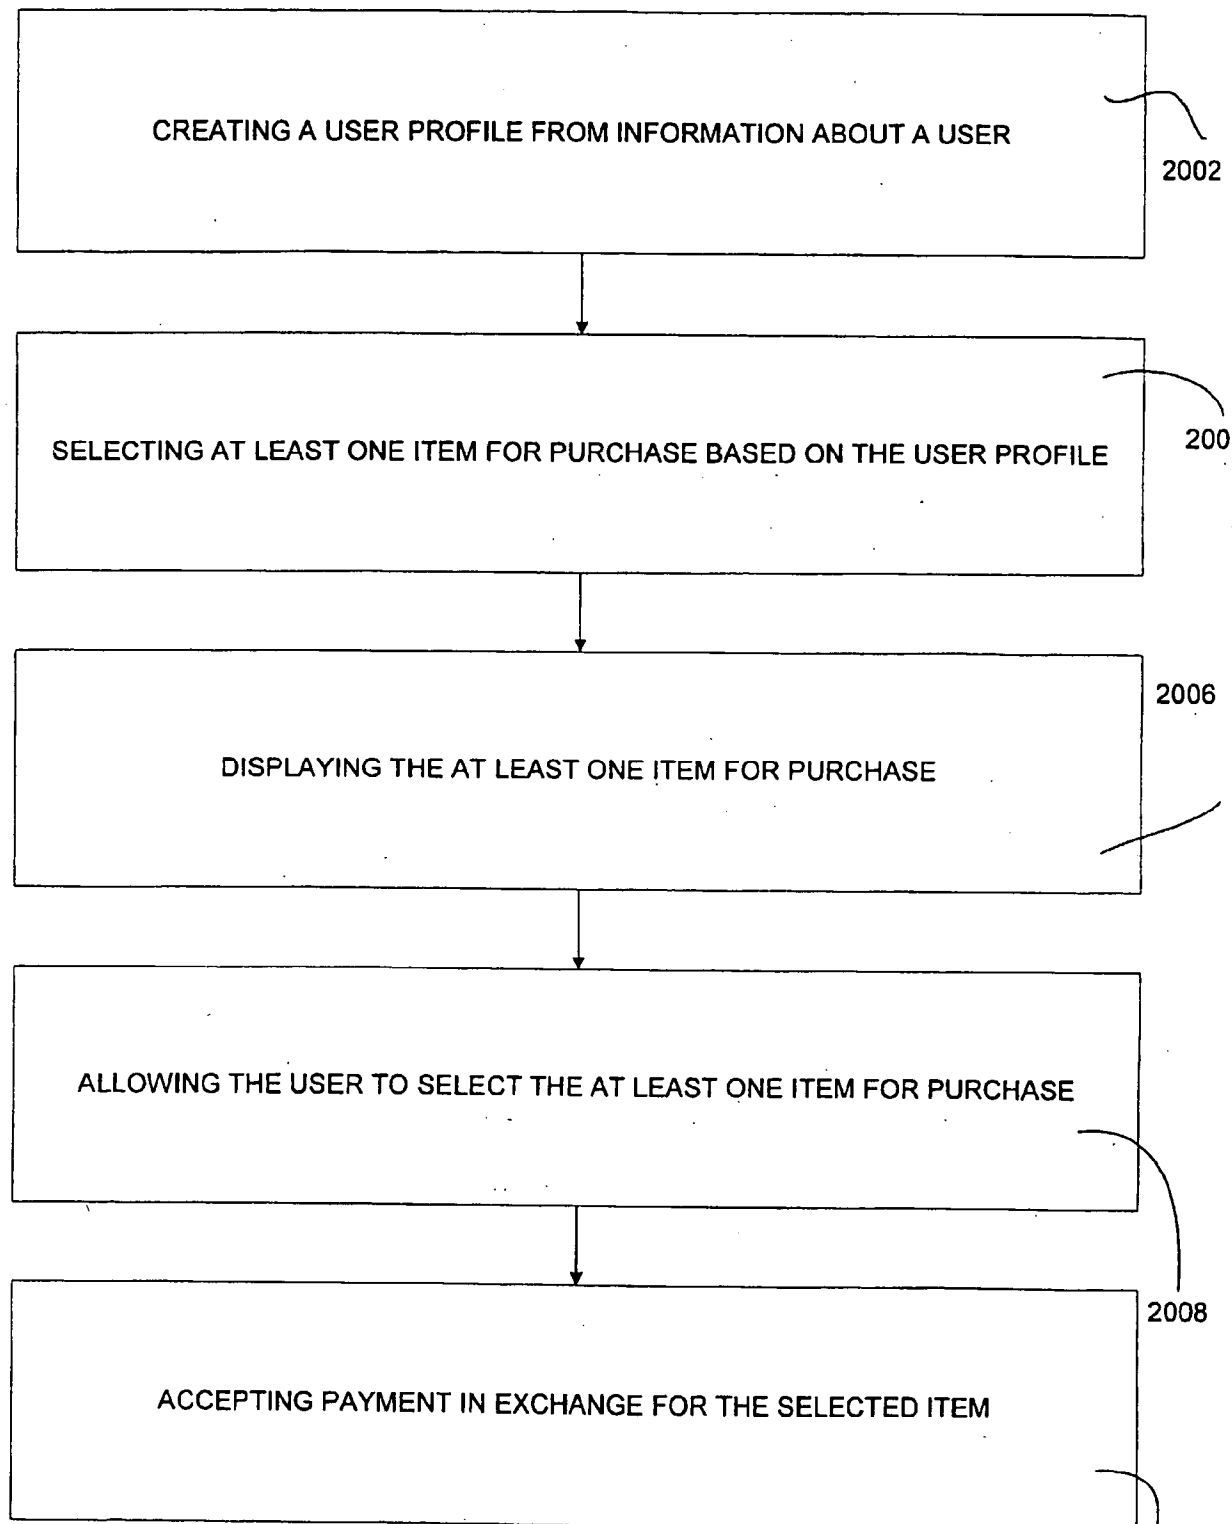 CREATING A USER PROFILE FROM INFORMATION ABOUT A USER
2002
SELECTING AT LEAST ONE ITEM FOR PURCHASE BASED ON THE USER PROFILE
200
2006
DISPLAYING THE AT LEAST ONE ITEM FOR PURCHASE
ALLOWING THE USER TO SELECT THE AT LEAST ONE ITEM FOR PURCHASE
2008
ACCEPTING PAYMENT IN EXCHANGE FOR THE SELECTED ITEM